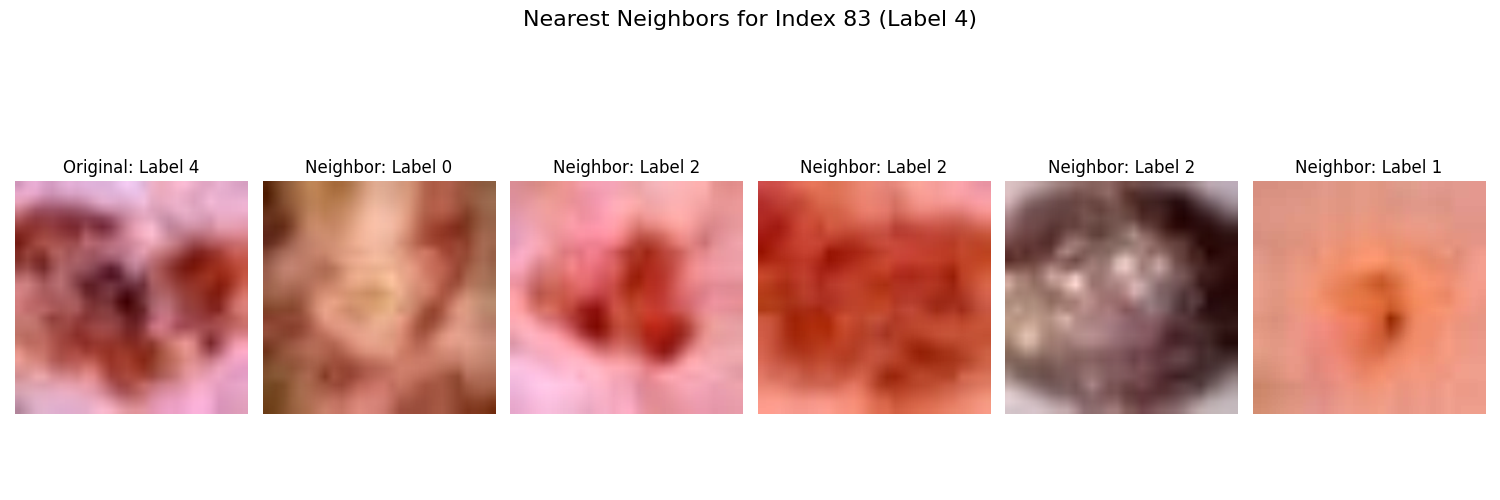 Nearest Neighbors for Index 83 (Label 4)
Original: Label 4
Neighbor: Label 0
Neighbor: Label 2
Neighbor: Label 2
Neighbor: Label 2
Neighbor: Label 1